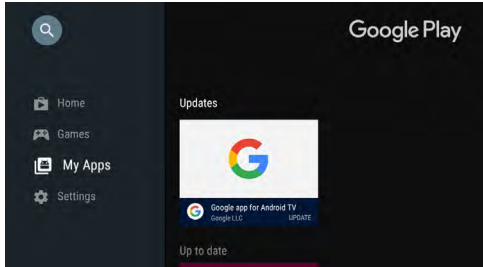 Google Play
Home
Games
My Apps
Settings
Updates
Google app for Android TV
Google LLC
UPDATE
Up to date